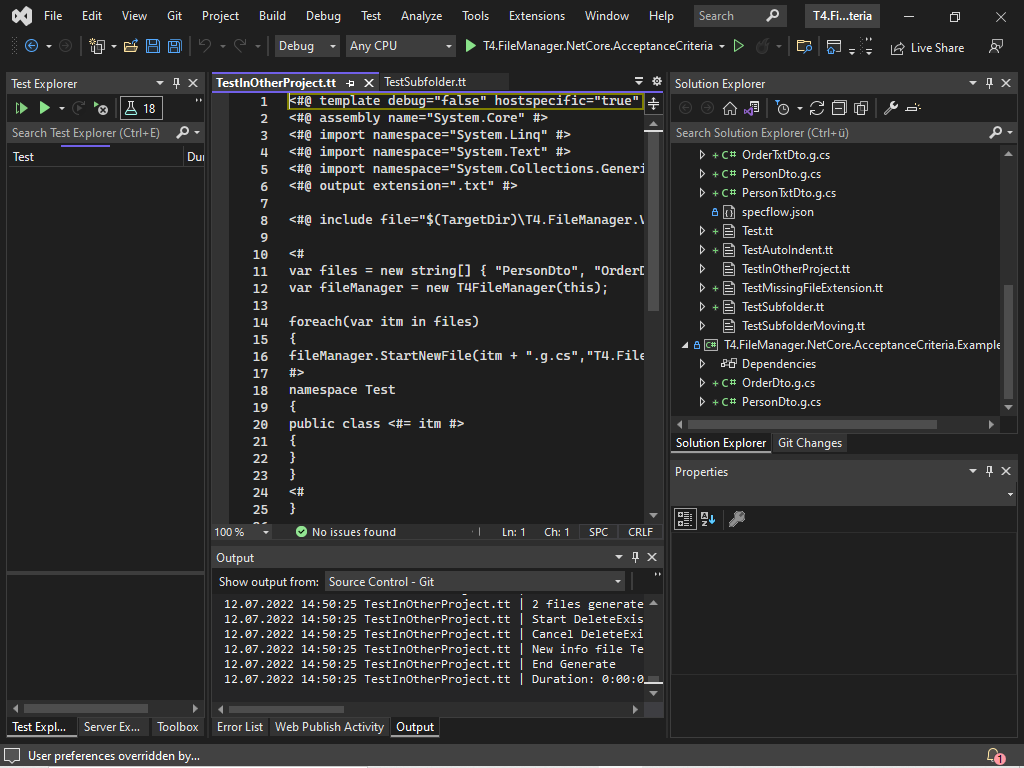 File Edit View Git Project Build Debug Test Analyze Tools Extensions Window Help Search T4.Fi...teria
Debug Any CPU T4.FileManager.NetCore.AcceptanceCriteria Live Share
Test Explorer
18
Search Test Explorer (Ctrl+E)
Test Du
TestInOtherProject.tt TestSubfolder.tt
1 <#@ template debug="false" hostspecific="true"
2 <#@ assembly name="System.Core" #>
3 <#@ import namespace="System.Linq" #>
4 <#@ import namespace="System.Text" #>
5 <#@ import namespace="System.Collections.Generi
6 <#@ output extension=".txt" #>
7
8 <#@ include file="$(TargetDir)\T4.FileManager.V
9
10 <#
11 var files = new string[] { "PersonDto", "OrderD
12 var fileManager = new T4FileManager(this);
13
14 foreach(var itm in files)
15 {
16 fileManager.StartNewFile(itm + ".g.cs","T4.File
17 #>
18 namespace Test
19 {
20 public class <#= itm #>
21 {
22 }
23 }
24 <#
25 }
100 % No issues found Ln: 1 Ch: 1 SPC CRLF
Output
Show output from: Source Control - Git
12.07.2022 14:50:25 TestInOtherProject.tt | 2 files generate
12.07.2022 14:50:25 TestInOtherProject.tt | Start DeleteExis
12.07.2022 14:50:25 TestInOtherProject.tt | Cancel DeleteExi
12.07.2022 14:50:25 TestInOtherProject.tt | New info file Te
12.07.2022 14:50:25 TestInOtherProject.tt | End Generate
12.07.2022 14:50:25 TestInOtherProject.tt | Duration: 0:00:0
Solution Explorer
Search Solution Explorer (Ctrl+ü)
C# OrderTxtDto.g.cs
C# PersonDto.g.cs
C# PersonTxtDto.g.cs
specflow.json
Test.tt
TestAutoIndent.tt
TestInOtherProject.tt
TestMissingFileExtension.tt
TestSubfolder.tt
TestSubfolderMoving.tt
C# T4.FileManager.NetCore.AcceptanceCriteria.Example
Dependencies
C# OrderDto.g.cs
C# PersonDto.g.cs
Solution Explorer Git Changes
Properties
Test Expl... Server Ex... Toolbox
Error List Web Publish Activity Output
User preferences overridden by...
1